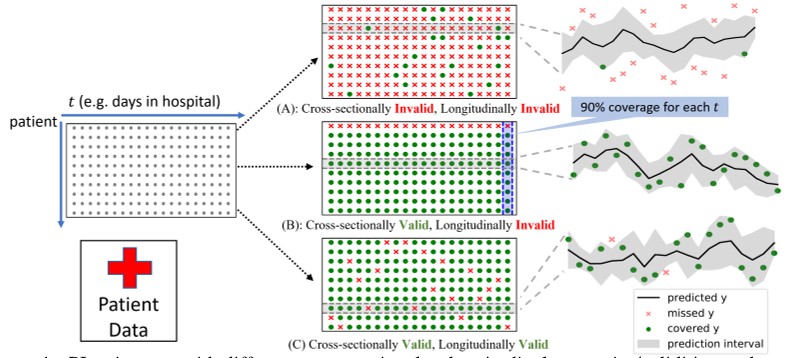 t (e.g. days in hospital)
patient
Patient
Data
(A): Cross-sectionally Invalid, Longitudinally Invalid
90% coverage for each t
(B): Cross-sectionally Valid, Longitudinally Invalid
(C) Cross-sectionally Valid, Longitudinally Valid
predicted y
missed y
covered y
prediction interval